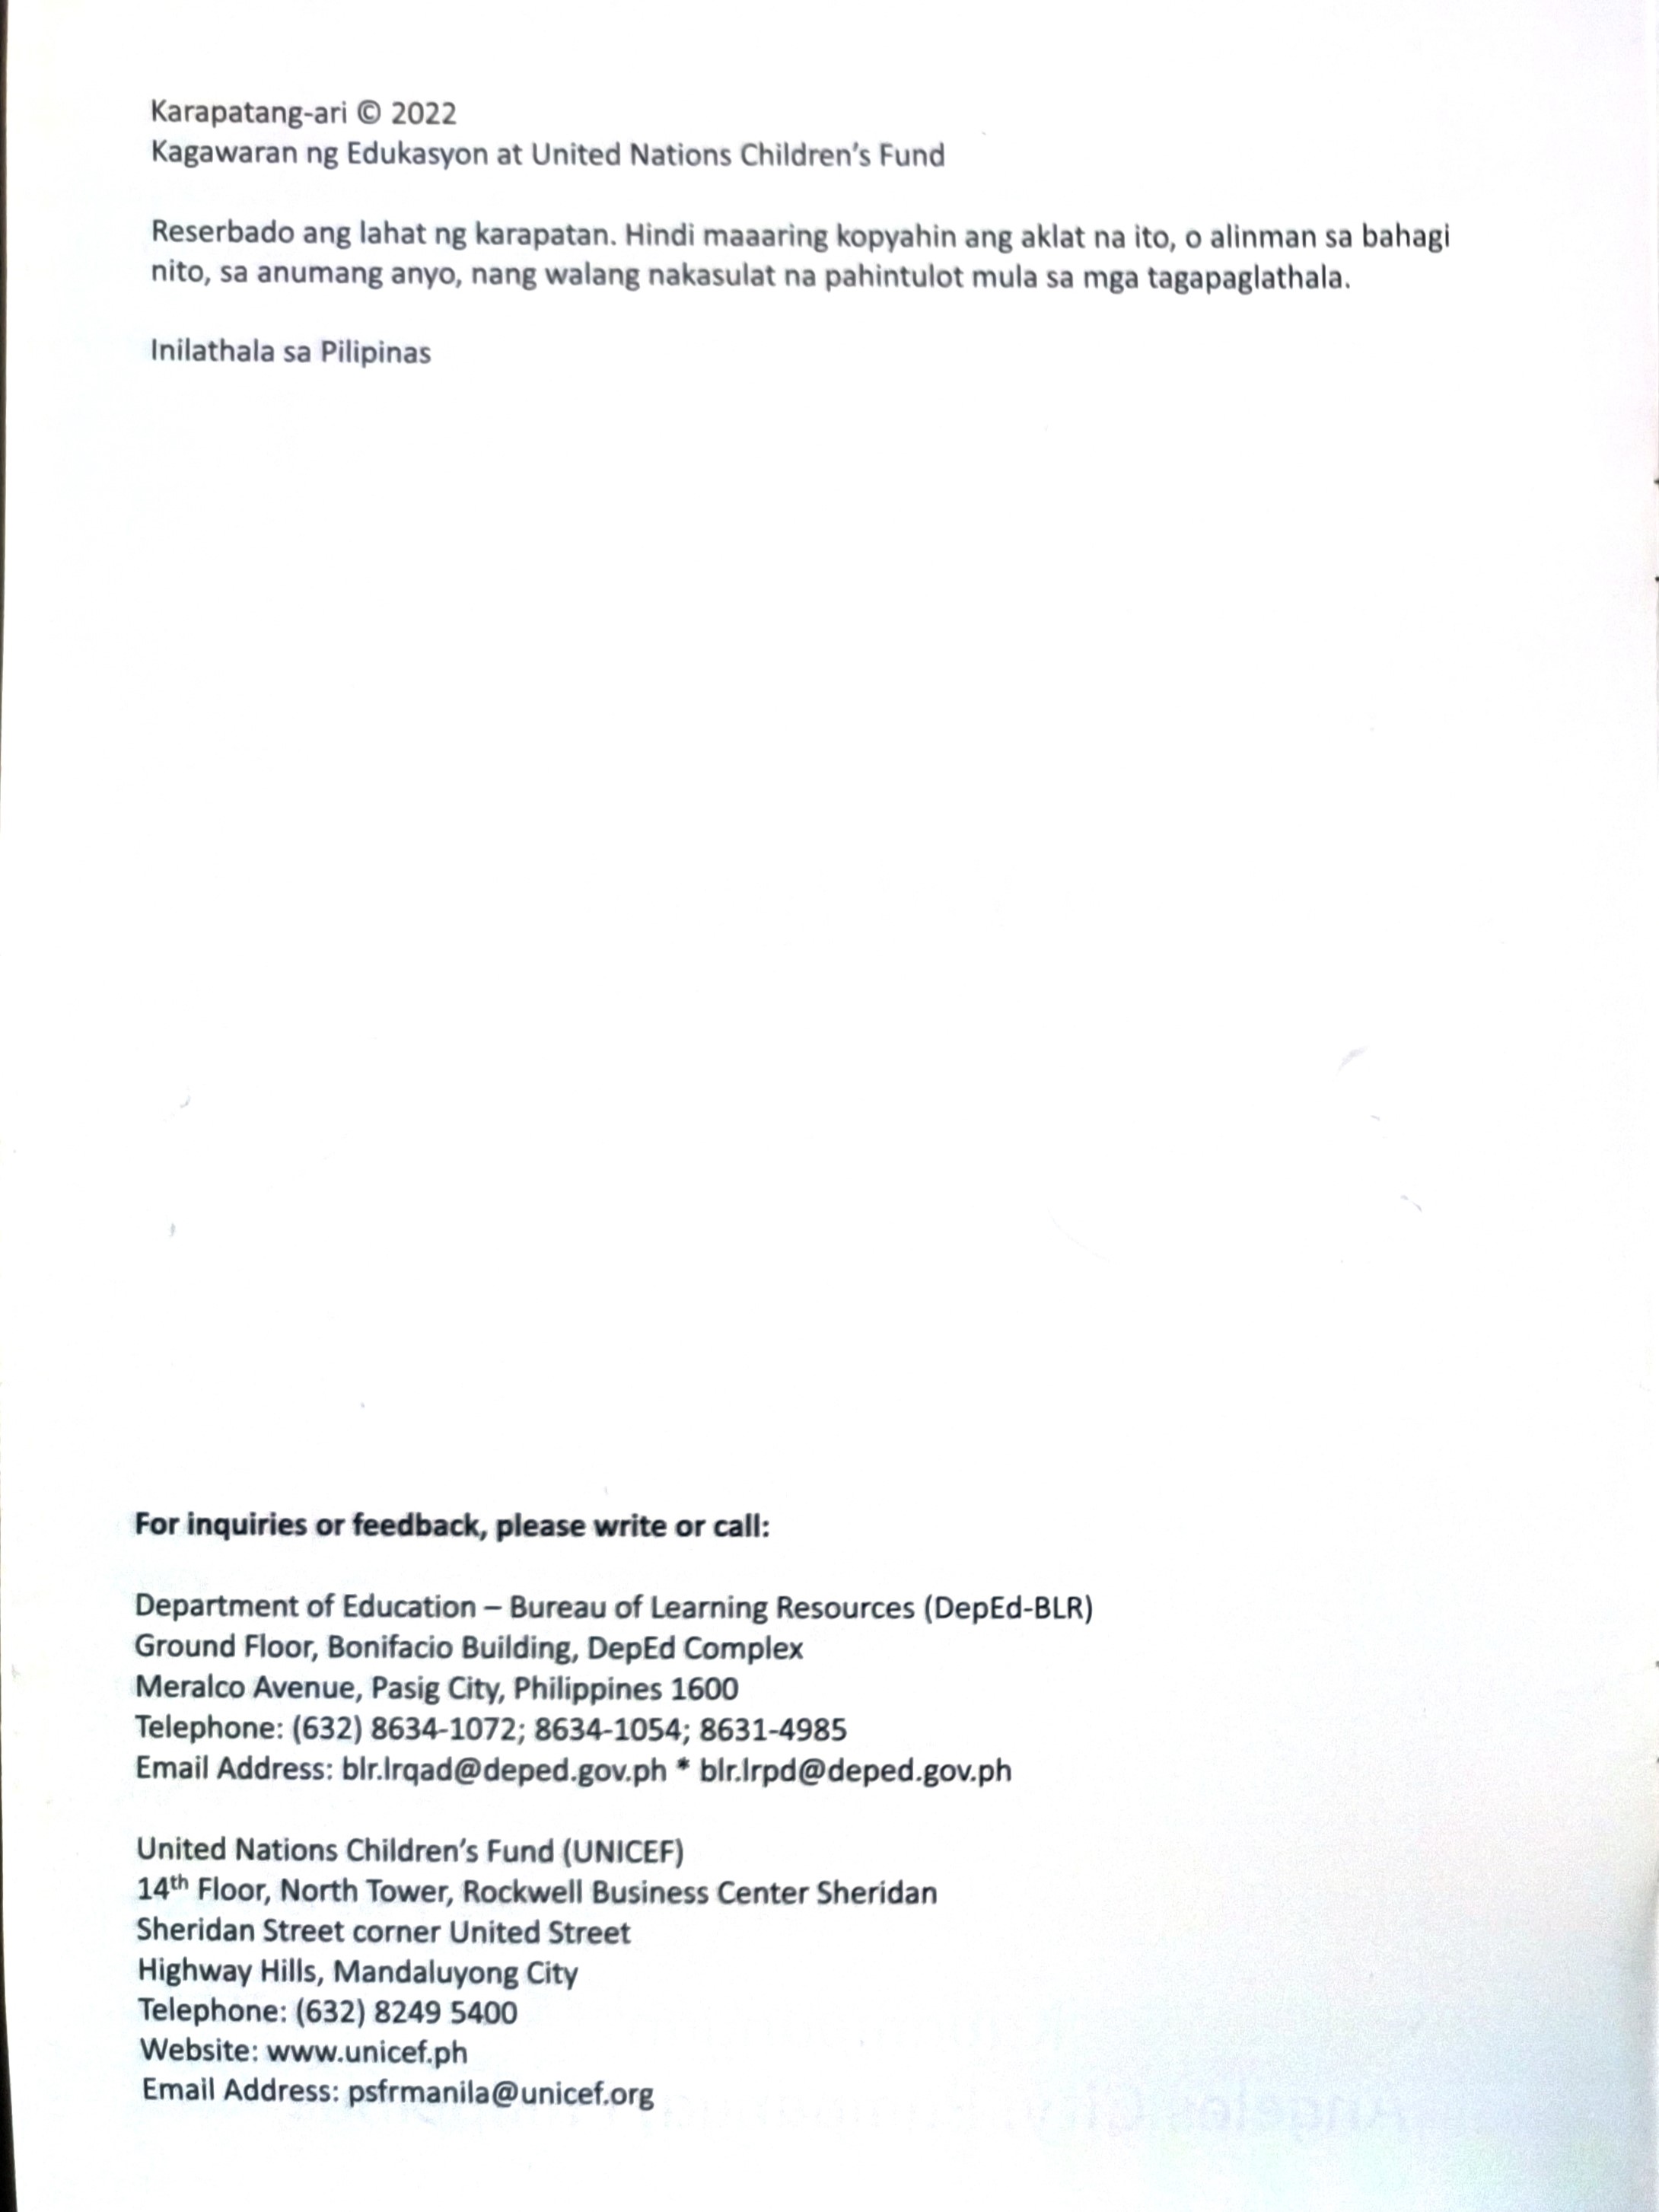 Karapatang-ari © 2022
Kagawaran ng Edukasyon at United Nations Children's Fund
Reserbado ang lahat ng karapatan. Hindi maaaring kopyahin ang aklat na ito, o alinman sa bahagi
nito, sa anumang anyo, nang walang nakasulat na pahintulot mula sa mga tagapaglathala.
Inilathala sa Pilipinas
For inquiries or feedback, please write or call:
Department of Education – Bureau of Learning Resources (DepEd-BLR)
Ground Floor, Bonifacio Building, DepEd Complex
Meralco Avenue, Pasig City, Philippines 1600
Telephone: (632) 8634-1072; 8634-1054; 8631-4985
Email Address: blr.lrqad@deped.gov.ph * blr.lrpd@deped.gov.ph
United Nations Children's Fund (UNICEF)
14th Floor, North Tower, Rockwell Business Center Sheridan
Sheridan Street corner United Street
Highway Hills, Mandaluyong City
Telephone: (632) 8249 5400
Website: www.unicef.ph
Email Address: psfrmanila@unicef.org